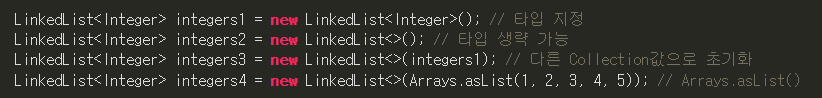 LinkedList<Integer> integers1 = new LinkedList<Integer>(); // 타입 지정
LinkedList<Integer> integers2 = new LinkedList<>(); // 타입 생략 가능
LinkedList<Integer> integers3 = new LinkedList<>(integers1); // 다른 Collection값으로 초기화
LinkedList<Integer> integers4 = new LinkedList<>(Arrays.asList(1, 2, 3, 4, 5)); // Arrays.asList()